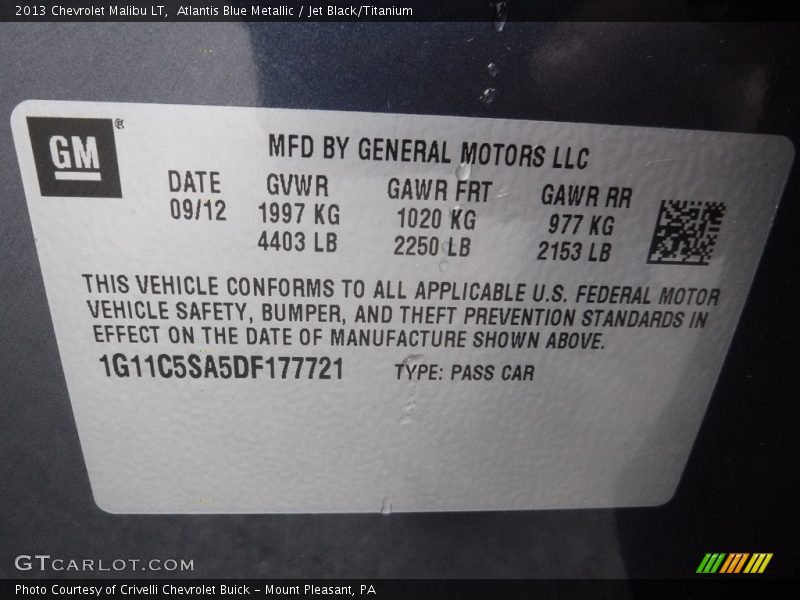 2013 Chevrolet Malibu LT, Atlantis Blue Metallic / Jet Black/Titanium
GM ®
MFD BY GENERAL MOTORS LLC
DATE GVWR GAWR FRT GAWR RR
09/12 1997 KG 1020 KG 977 KG
4403 LB 2250 LB 2153 LB
THIS VEHICLE CONFORMS TO ALL APPLICABLE U.S. FEDERAL MOTOR
VEHICLE SAFETY, BUMPER, AND THEFT PREVENTION STANDARDS IN
EFFECT ON THE DATE OF MANUFACTURE SHOWN ABOVE.
1G11C5SA5DF177721 TYPE: PASS CAR
GTCARLOT.COM
Photo Courtesy of Crivelli Chevrolet Buick – Mount Pleasant, PA